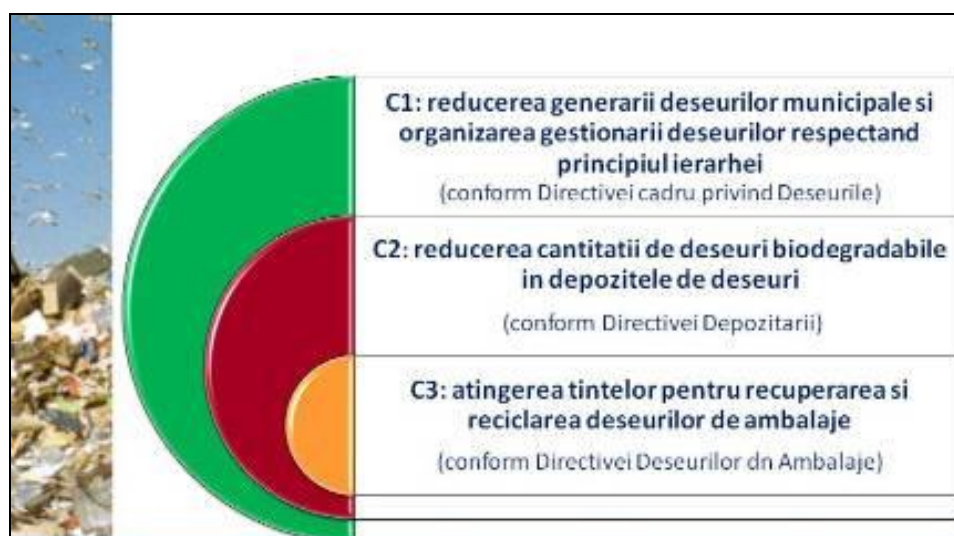 C1: reducerea generarii deseurilor municipale si
organizarea gestionarii deseurilor respectand
principiul ierarhei
(conform Directivei cadru privind Deseurile)
C2: reducerea cantitatii de deseuri biodegradabile
in depozitele de deseuri
(conform Directivei Depozitarii)
C3: atingerea tintelor pentru recuperarea si
reciclarea deseurilor de ambalaje
(conform Directivei Deseurilor dn Ambalaje)